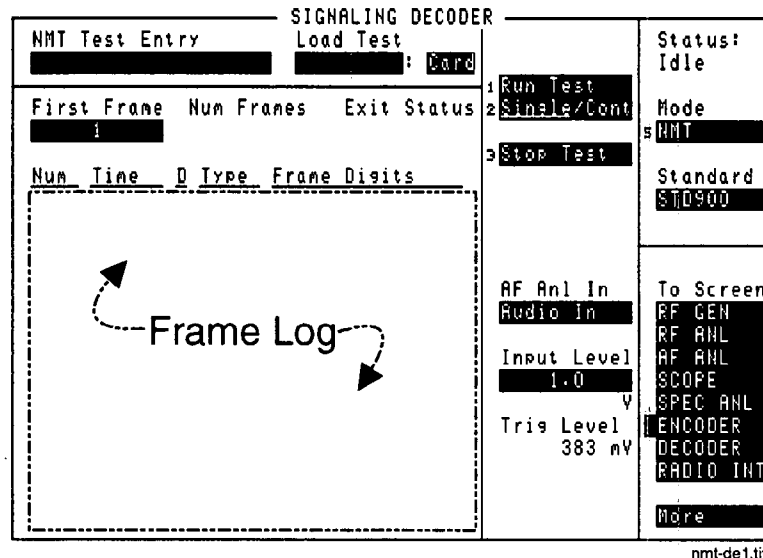 SIGNALING DECODER
NMT Test Entry
Load Test
: Card
First Frame
Num Frames
Exit Status
1
Num Time D Type Frame Digits
Frame Log
1 Run Test
2 Single/Cont
3 Stop Test
AF Anl In
Audio In
Input Level
1.0
V
Trig Level
383 mV
Status:
Idle
Mode
5 NMT
Standard
STD900
To Screen
RF GEN
RF ANL
AF ANL
SCOPE
SPEC ANL
ENCODER
DECODER
RADIO INT
More